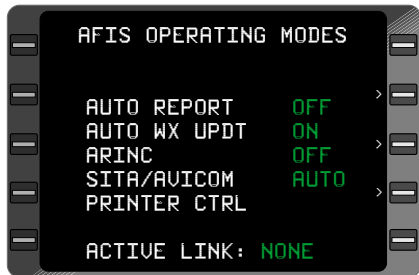 AFIS OPERATING MODES
>
AUTO REPORT OFF
AUTO WX UPDT ON
>
ARINC OFF
SITA/AVICOM AUTO
>
PRINTER CTRL
ACTIVE LINK: NONE